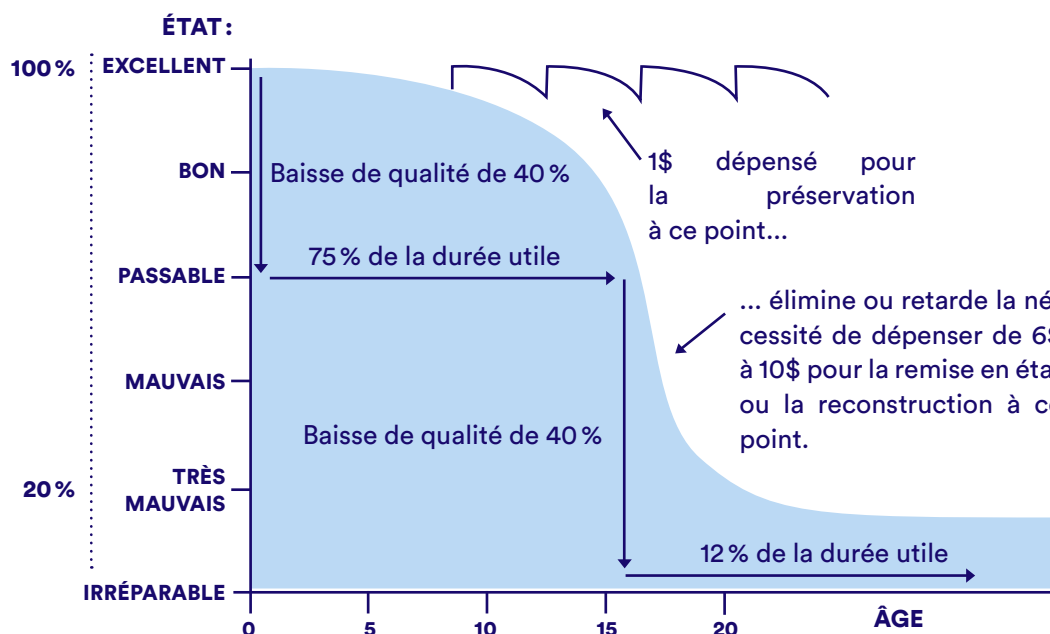 ÉTAT :
100 %
EXCELLENT
BON
PASSABLE
MAUVAIS
20 %
TRÈS
MAUVAIS
IRRÉPARABLE
Baisse de qualité de 40 %
75 % de la durée utile
Baisse de qualité de 40 %
12 % de la durée utile
1$ dépensé pour
la préservation
à ce point...
... élimine ou retarde la né
cessité de dépenser de 6$
à 10$ pour la remise en éta
ou la reconstruction à c
point.
0
5
10
15
20
ÂGE